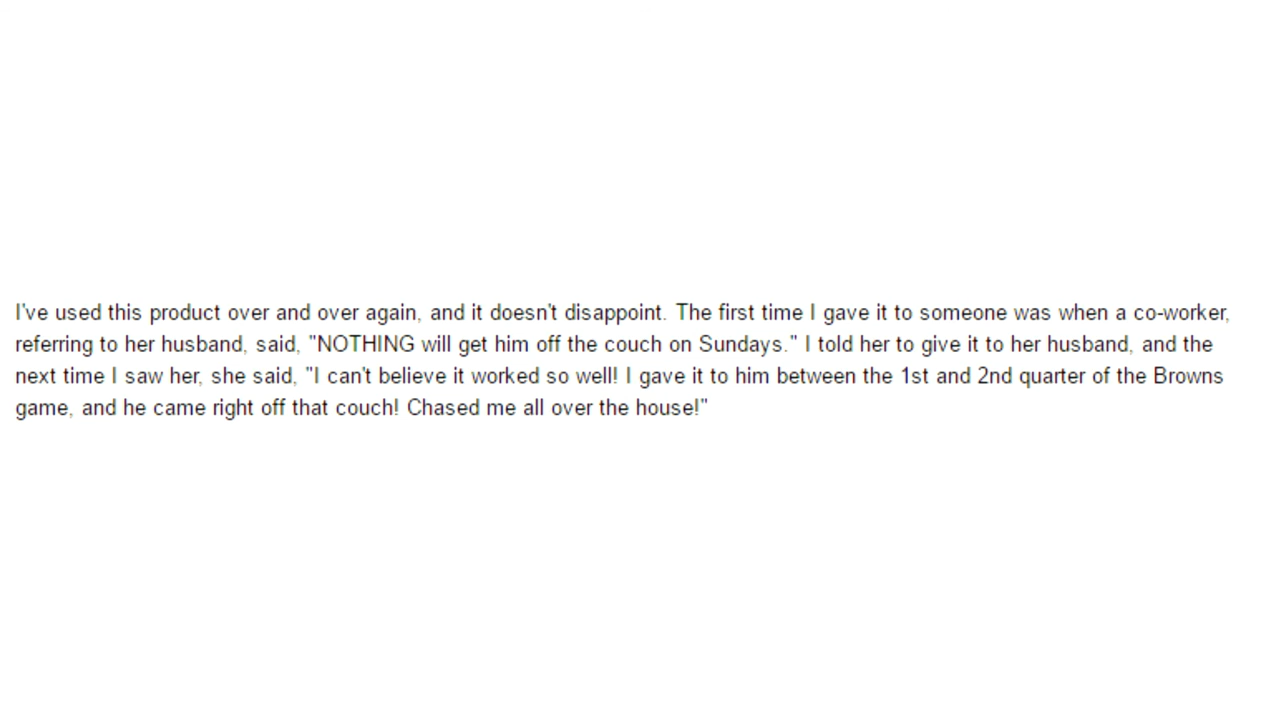 I've used this product over and over again, and it doesn't disappoint. The first time I gave it to someone was when a co-worker,
referring to her husband, said, "NOTHING will get him off the couch on Sundays." I told her to give it to her husband, and the
next time I saw her, she said, "I can't believe it worked so well! I gave it to him between the 1st and 2nd quarter of the Browns
game, and he came right off that couch! Chased me all over the house!"